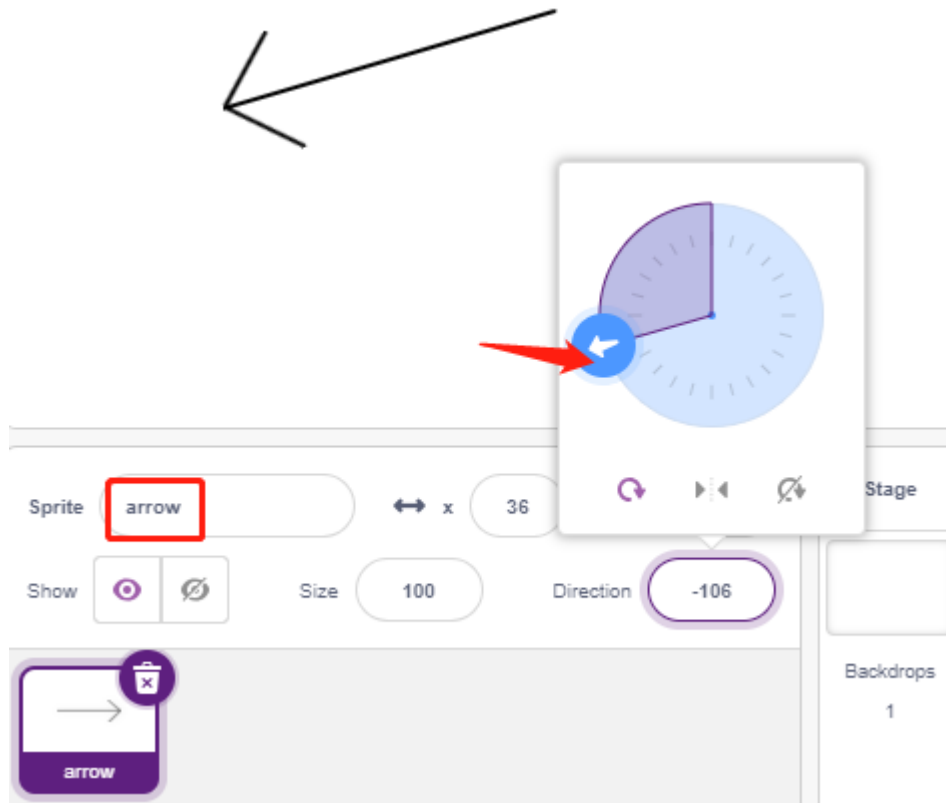 Sprite arrow x 36
Stage
Show Size 100 Direction -106
Backdrops
1
arrow